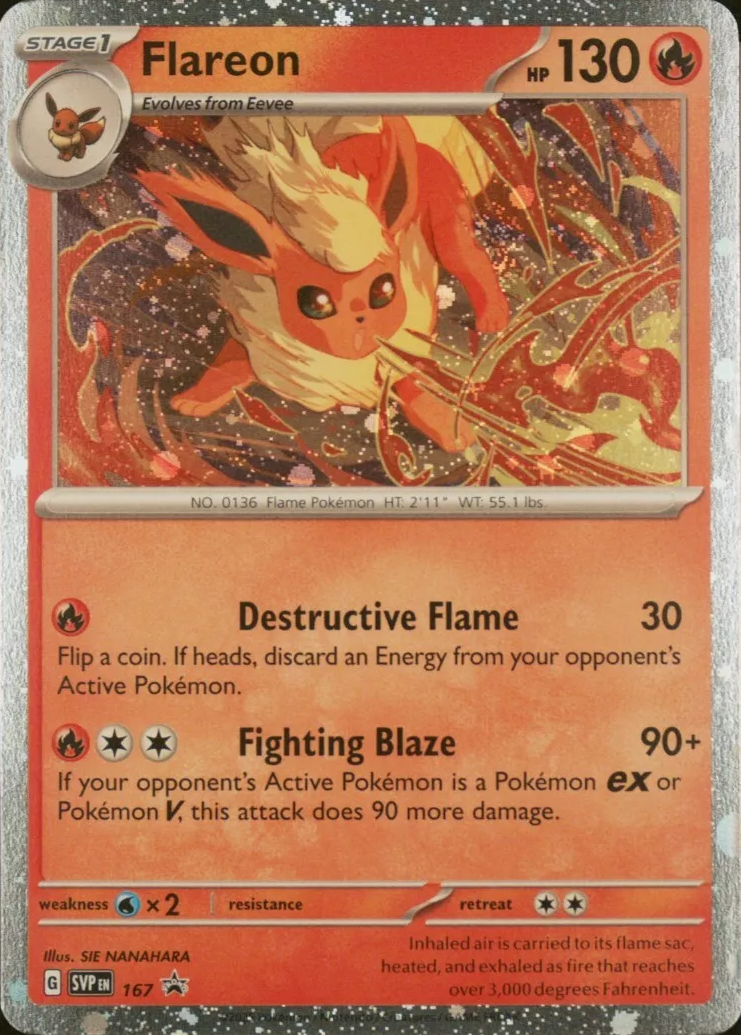 STAGE 1
Flareon
HP 130
Evolves from Eevee
NO. 0136 Flame Pokémon HT: 2'11" WT: 55.1 lbs.
Destructive Flame 30
Flip a coin. If heads, discard an Energy from your opponent's
Active Pokémon.
Fighting Blaze 90+
If your opponent's Active Pokémon is a Pokémon ex or
Pokémon V, this attack does 90 more damage.
weakness ×2 resistance retreat
Illus. SIE NANAHARA
Inhaled air is carried to its flame sac,
heated, and exhaled as fire that reaches
over 3,000 degrees Fahrenheit.
G SVP EN 167